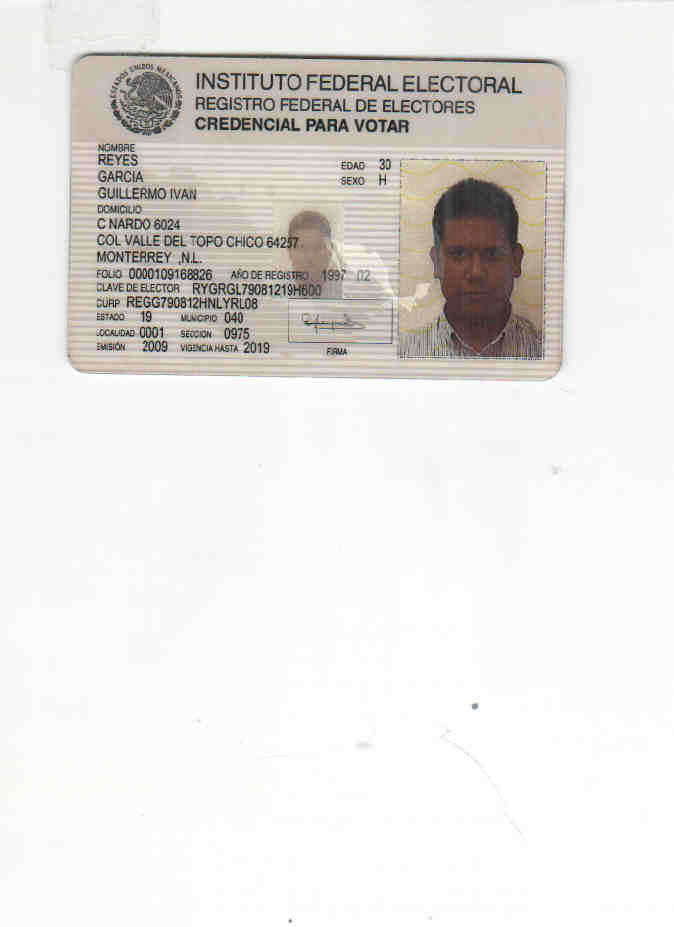 ESTADOS UNIDOS MEXICANOS
INSTITUTO FEDERAL ELECTORAL
REGISTRO FEDERAL DE ELECTORES
CREDENCIAL PARA VOTAR
NOMBRE
REYES
GARCIA
GUILLERMO IVAN
EDAD 30
SEXO H
DOMICILIO
C NARDO 6024
COL VALLE DEL TOPO CHICO 64257
MONTERREY ,N.L.
FOLIO 0000109168826 AÑO DE REGISTRO 1997 02
CLAVE DE ELECTOR RYGRGL79081219H600
CURP REGG790812HNLYRL08
ESTADO 19 MUNICIPIO 040
LOCALIDAD 0001 SECCION 0975
EMISIÓN 2009 VIGENCIA HASTA 2019
FIRMA